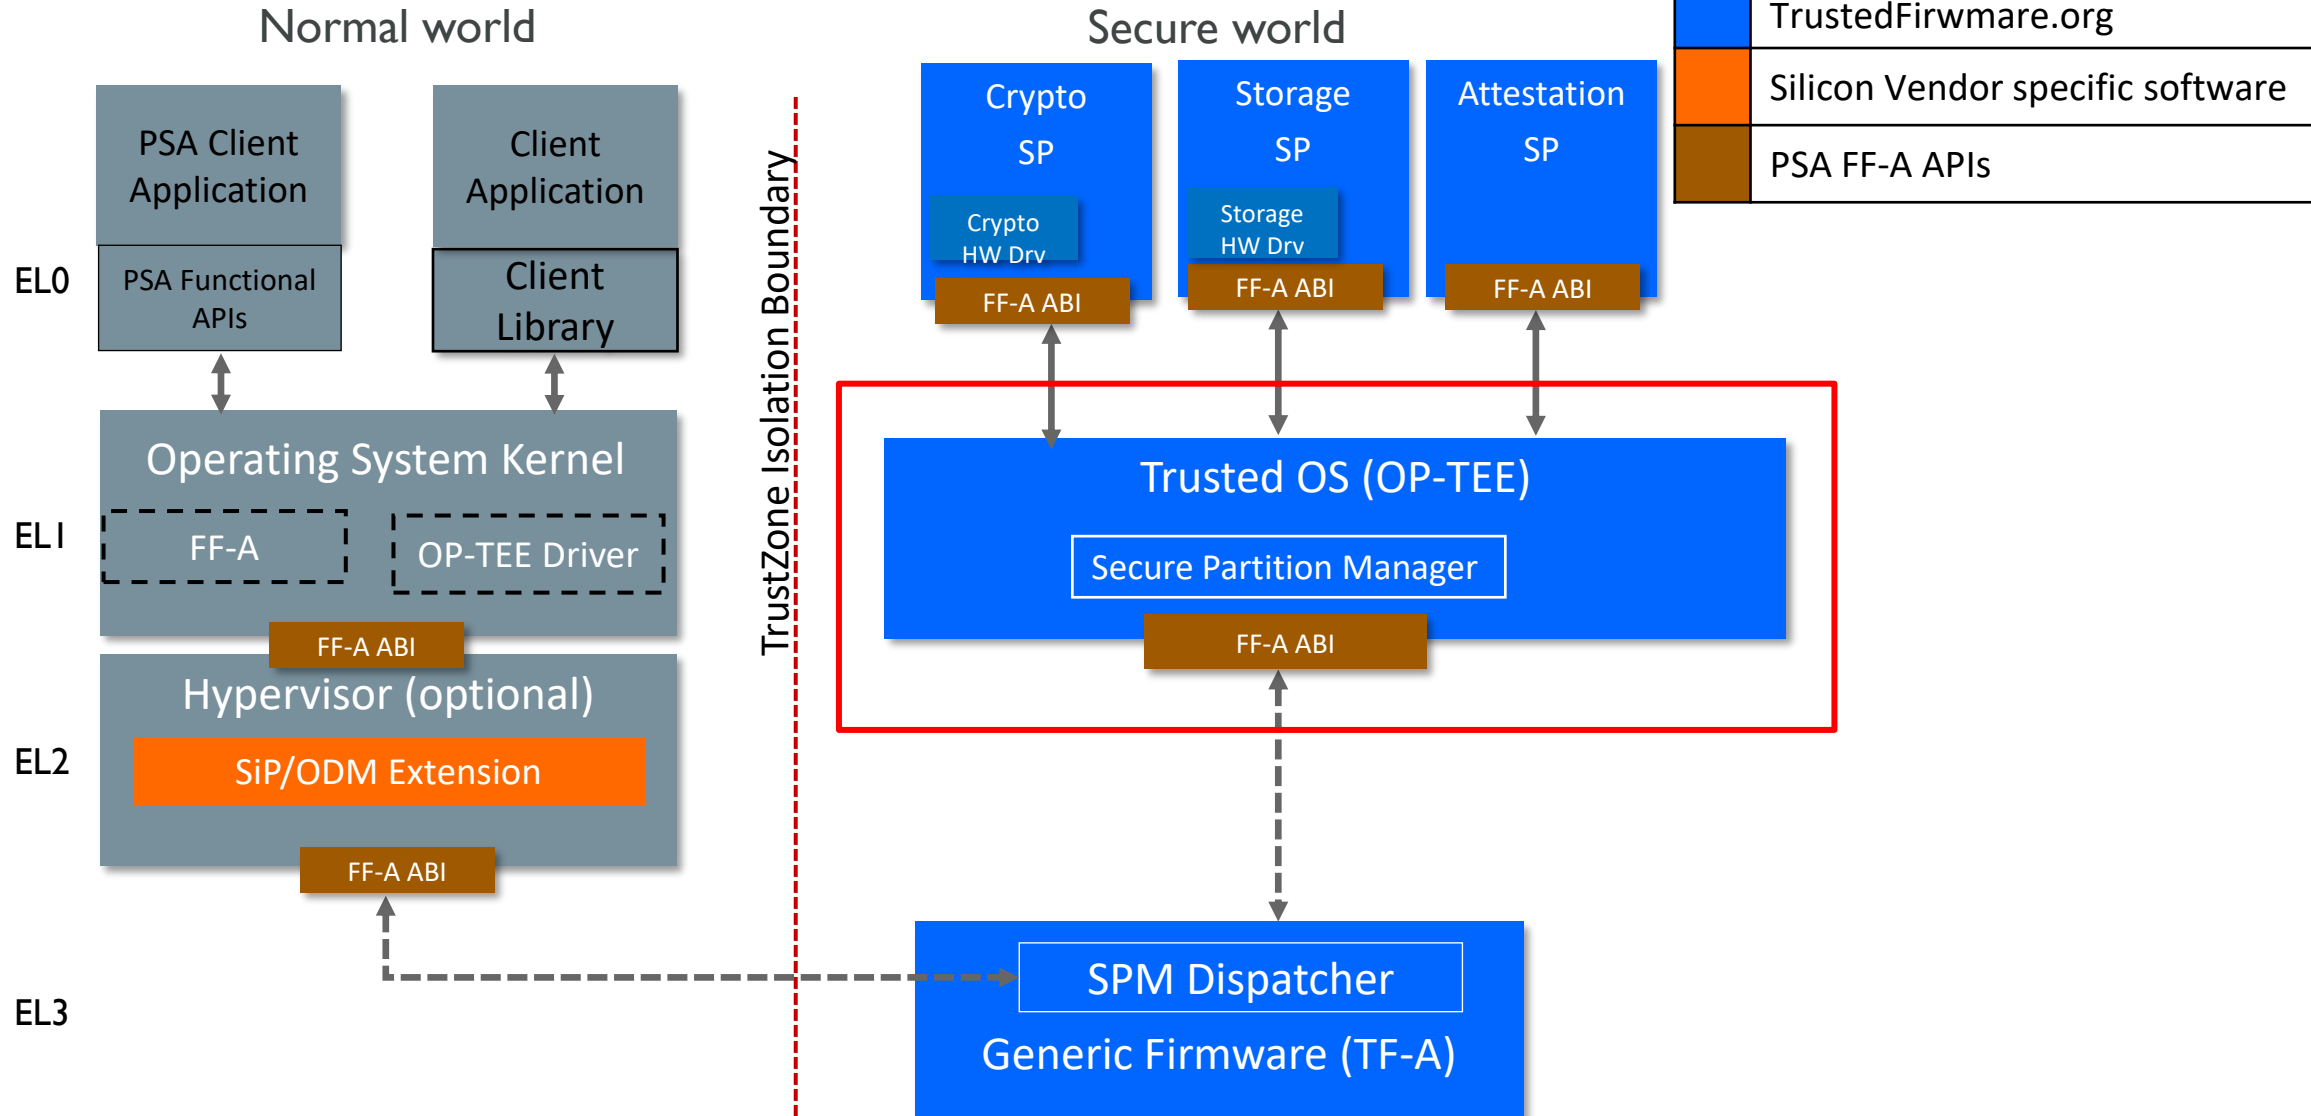 Normal world
Secure world
TrustedFirwmare.org
Silicon Vendor specific software
PSA FF-A APIs
PSA Client
Application
Client
Application
PSA Functional
APIs
Client
Library
EL0
TrustZone Isolation Boundary
Crypto
SP
Crypto
HW Drv
FF-A ABI
Storage
SP
Storage
HW Drv
FF-A ABI
Attestation
SP
FF-A ABI
Operating System Kernel
FF-A
OP-TEE Driver
EL1
FF-A ABI
Trusted OS (OP-TEE)
Secure Partition Manager
FF-A ABI
Hypervisor (optional)
SiP/ODM Extension
EL2
FF-A ABI
SPM Dispatcher
EL3
Generic Firmware (TF-A)